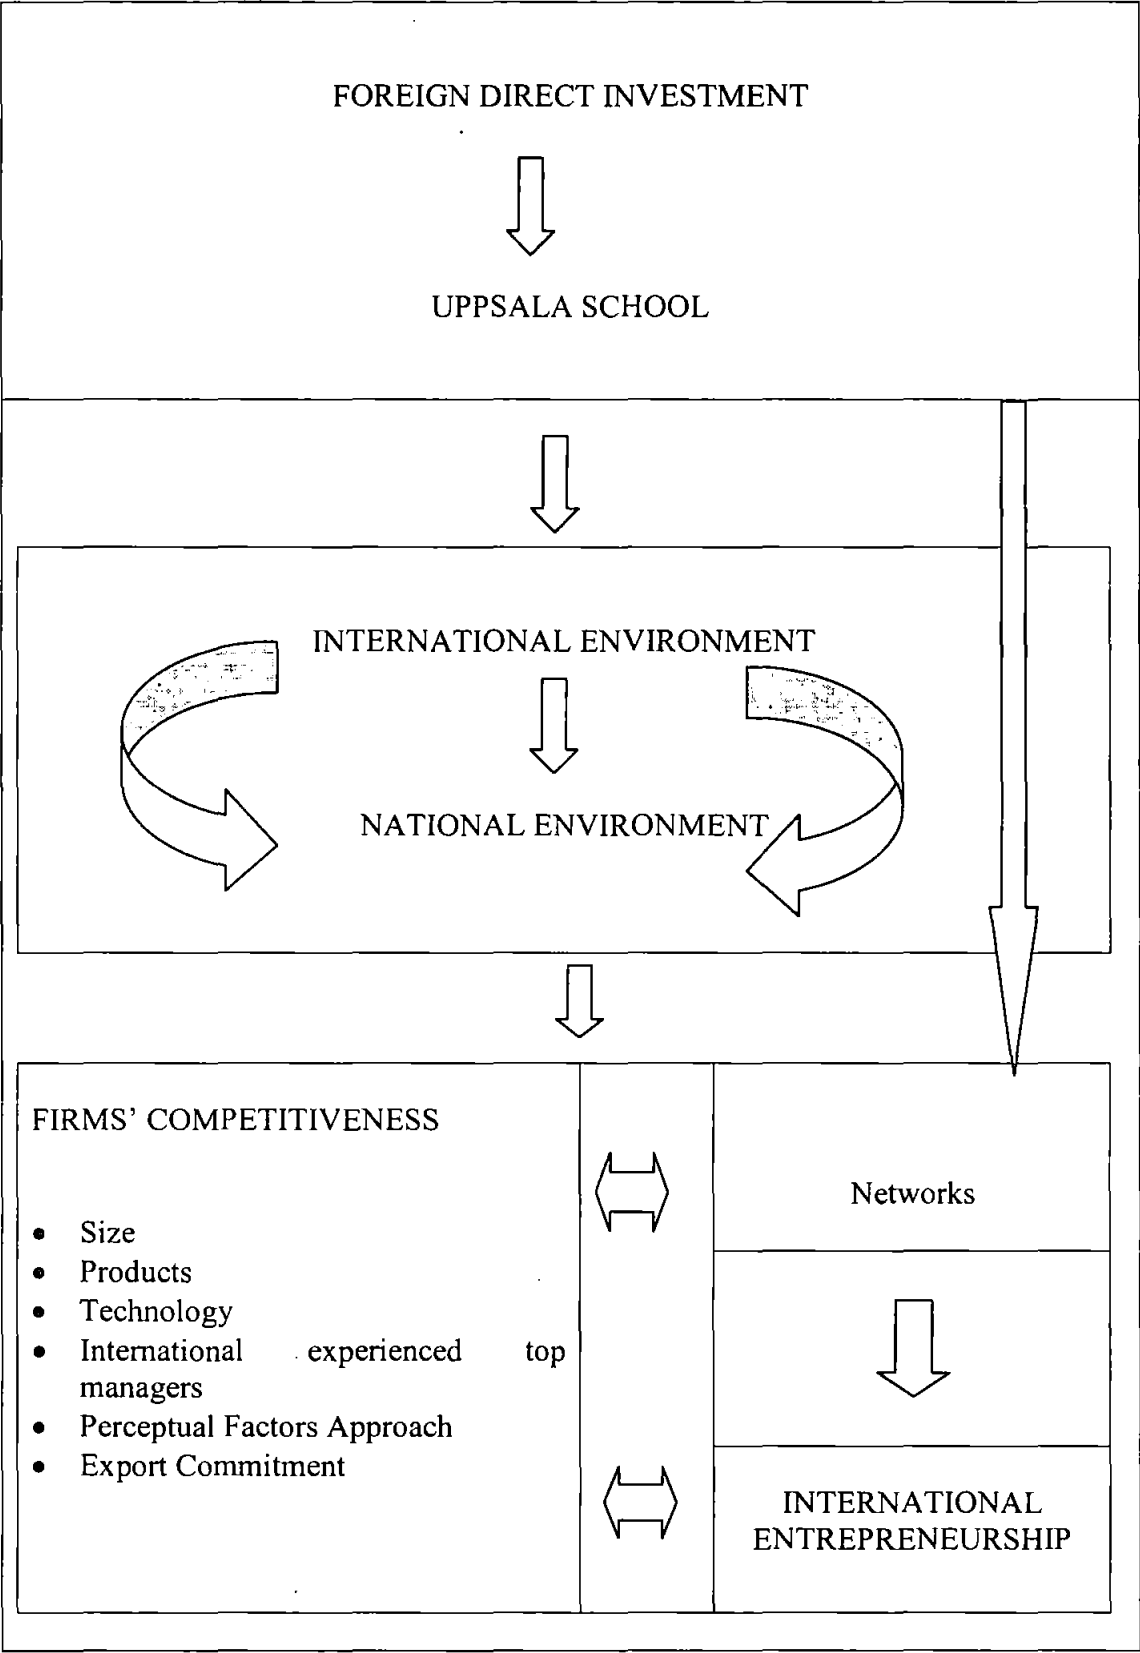 FOREIGN DIRECT INVESTMENT
UPPSALA SCHOOL
INTERNATIONAL ENVIRONMENT
NATIONAL ENVIRONMENT
FIRMS' COMPETITIVENESS
• Size
• Products
• Technology
• International experienced top
managers
• Perceptual Factors Approach
• Export Commitment
Networks
INTERNATIONAL
ENTREPRENEURSHIP